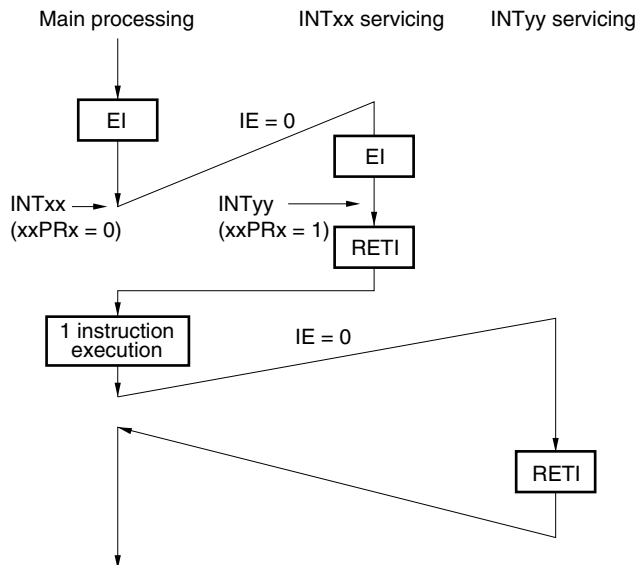 Main processing
INTxx servicing
INTyy servicing
EI
IE = 0
EI
INTxx
(xxPRx = 0)
INTyy
(xxPRx = 1)
RETI
1 instruction
execution
IE = 0
RETI